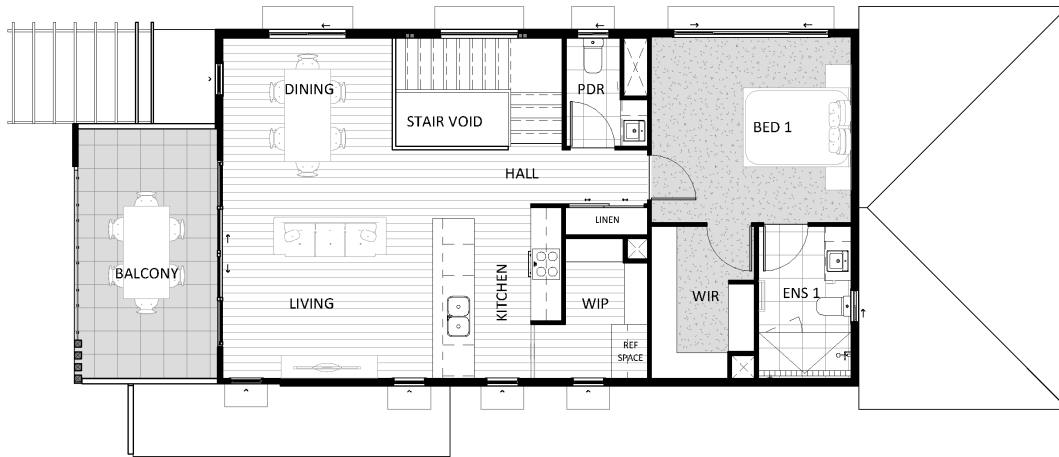 DINING
STAIR VOID
PDR
BED 1
HALL
LINEN
BALCONY
LIVING
KITCHEN
WIP
REF
SPACE
WIR
ENS 1